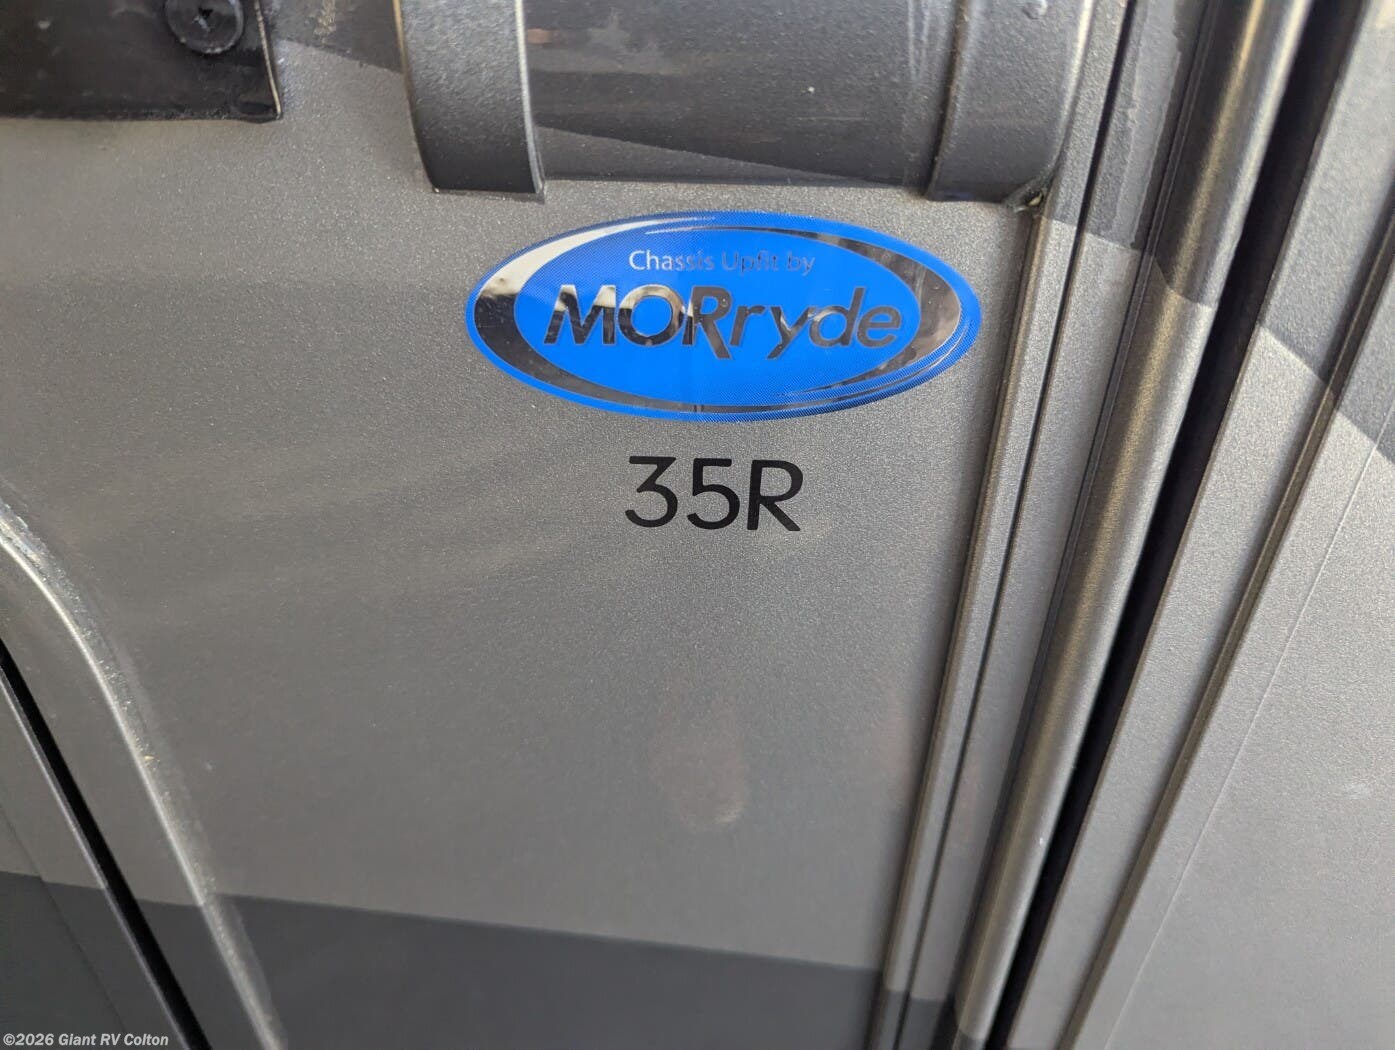 Chassis Upfit by
MORryde
35R
©2026 Giant RV Colton